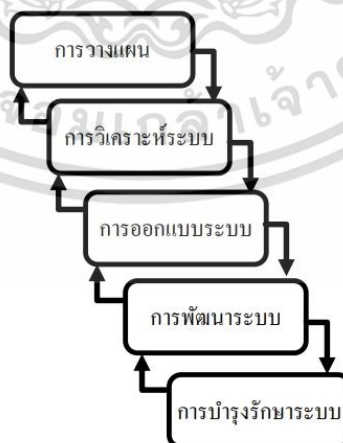 การวางแผน
การวิเคราะห์ระบบ
การออกแบบระบบ
การพัฒนาระบบ
การบำรุงรักษาระบบ